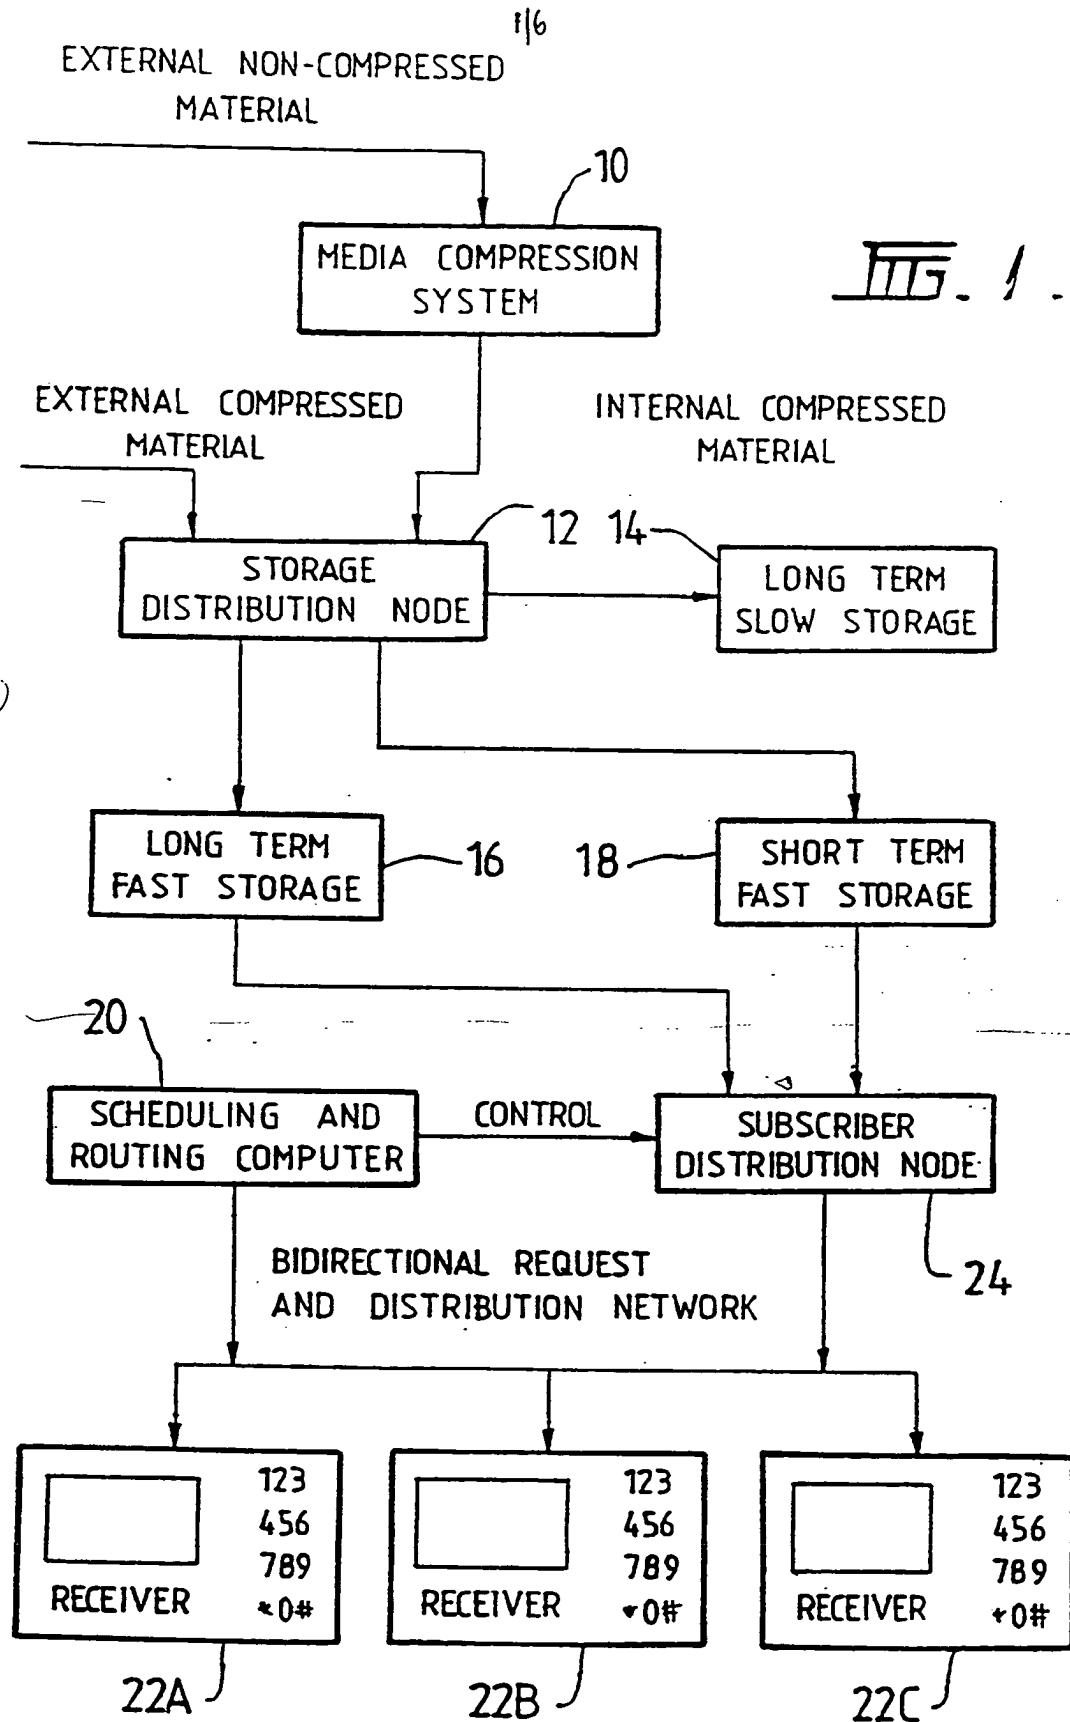 1/6
EXTERNAL NON-COMPRESSED
MATERIAL
10
MEDIA COMPRESSION
SYSTEM
FIG. 1.
EXTERNAL COMPRESSED
MATERIAL
INTERNAL COMPRESSED
MATERIAL
12
14
STORAGE
DISTRIBUTION NODE
LONG TERM
SLOW STORAGE
LONG TERM
FAST STORAGE
16
18
SHORT TERM
FAST STORAGE
20
SCHEDULING AND
ROUTING COMPUTER
CONTROL
SUBSCRIBER
DISTRIBUTION NODE
24
BIDIRECTIONAL REQUEST
AND DISTRIBUTION NETWORK
123
456
789
*0#
RECEIVER
22A
123
456
789
*0#
RECEIVER
22B
123
456
789
*0#
RECEIVER
22C